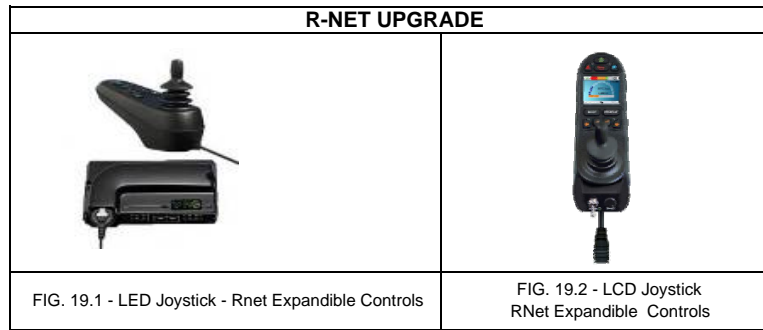 R-NET UPGRADE
FIG. 19.1 - LED Joystick - Rnet Expandible Controls
FIG. 19.2 - LCD Joystick
RNet Expandible Controls